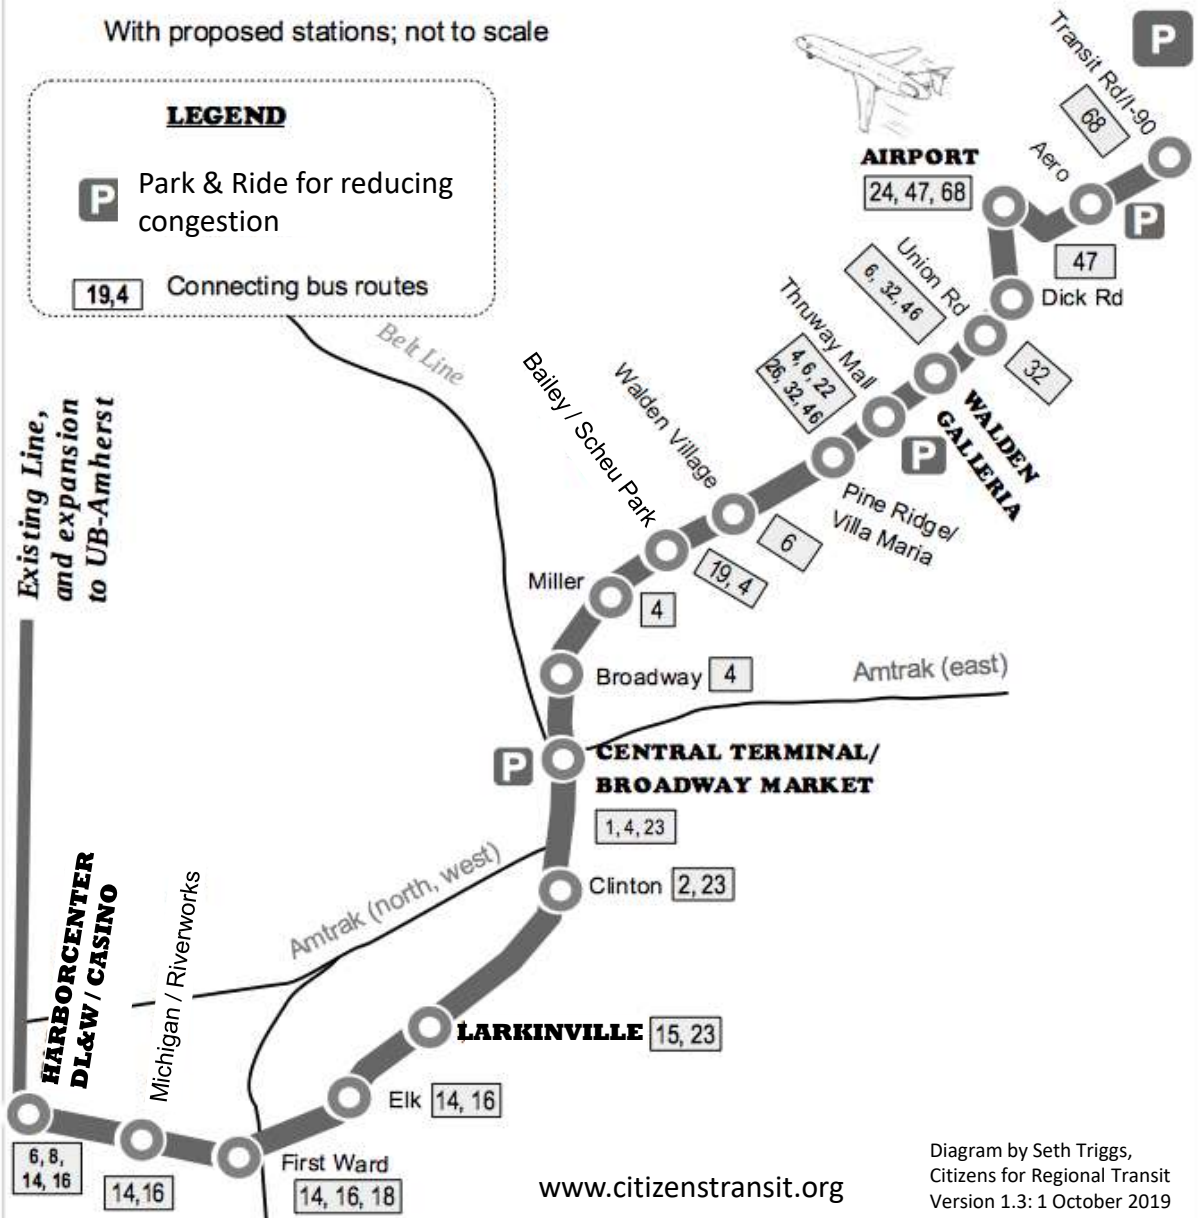 With proposed stations; not to scale
LEGEND
P
Park & Ride for reducing
congestion
19,4
Connecting bus routes
P
Transit Rd/I-90
68
Aero
P
47
AIRPORT
24, 47, 68
Dick Rd
Union Rd
6, 32, 46
32
Thruway Mall
4, 6, 22
26, 32, 46
WALDEN
GALLERIA
P
Pine Ridge/
Villa Maria
Walden Village
6
Bailey / Scheu Park
19, 4
Belt Line
Miller
4
Broadway
4
Amtrak (east)
Existing Line,
and expansion
to UB-Amherst
P
CENTRAL TERMINAL/
BROADWAY MARKET
1, 4, 23
Clinton
2, 23
Amtrak (north, west)
LARKINVILLE
15, 23
Elk
14, 16
HARBORCENTER
DL&W / CASINO
6, 8,
14, 16
Michigan / Riverworks
14,16
First Ward
14, 16, 18
www.citizenstransit.org
Diagram by Seth Triggs,
Citizens for Regional Transit
Version 1.3: 1 October 2019